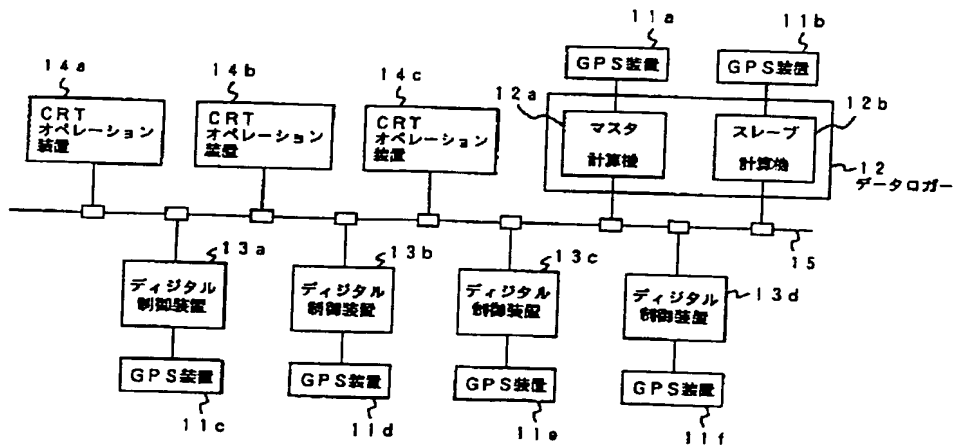 11a
11b
14a
14b
14c
GPS装置
GPS装置
12a
12b
CRT
オペレーション
装置
CRT
オペレーション
装置
CRT
オペレーション
装置
マスタ
計算機
スレーブ
計算機
12
データロガー
15
13a
13b
13c
13d
ディジタル
制御装置
ディジタル
制御装置
ディジタル
制御装置
ディジタル
制御装置
GPS装置
GPS装置
GPS装置
GPS装置
11c
11d
11e
11f